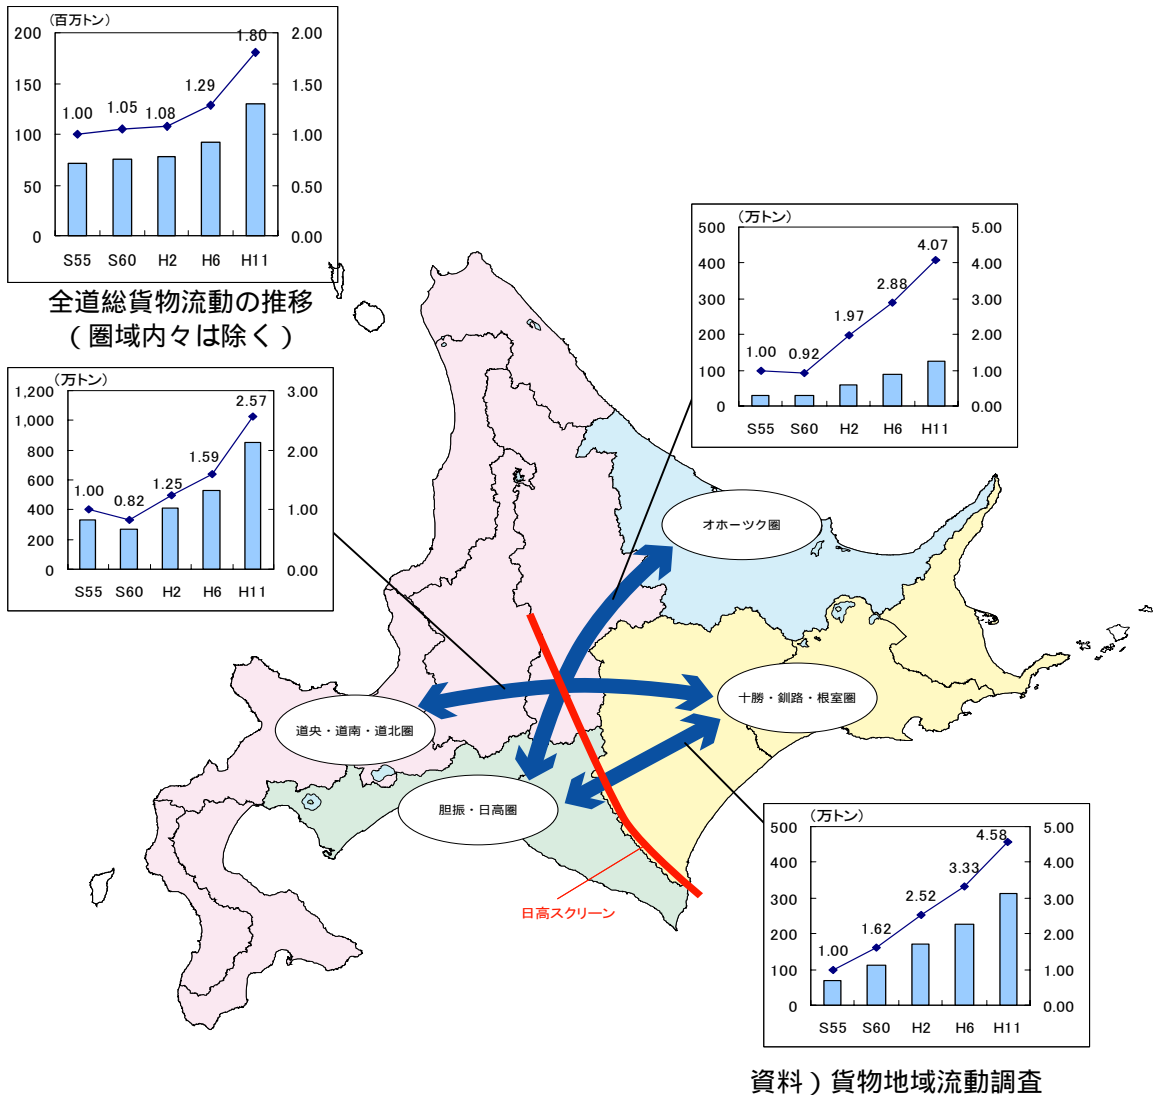 (百万トン)
200 2.00
150 1.50
100 1.00
50 0.50
0 0.00
1.00 1.05 1.08 1.29 1.80
S55 S60 H2 H6 H11
全道総貨物流動の推移
(圏域内々は除く)
(万トン)
500 5.00
400 4.00
300 3.00
200 2.00
100 1.00
0 0.00
1.00 0.92 1.97 2.88 4.07
S55 S60 H2 H6 H11
(万トン)
1,200 3.00
1,000
800 2.00
600
400 1.00
200
0 0.00
1.00 0.82 1.25 1.59 2.57
S55 S60 H2 H6 H11
オホーツク圏
十勝・釧路・根室圏
道央・道南・道北圏
胆振・日高圏
日高スクリーン
(万トン)
500 5.00
400 4.00
300 3.00
200 2.00
100 1.00
0 0.00
1.00 1.62 2.52 3.33 4.58
S55 S60 H2 H6 H11
資料)貨物地域流動調査